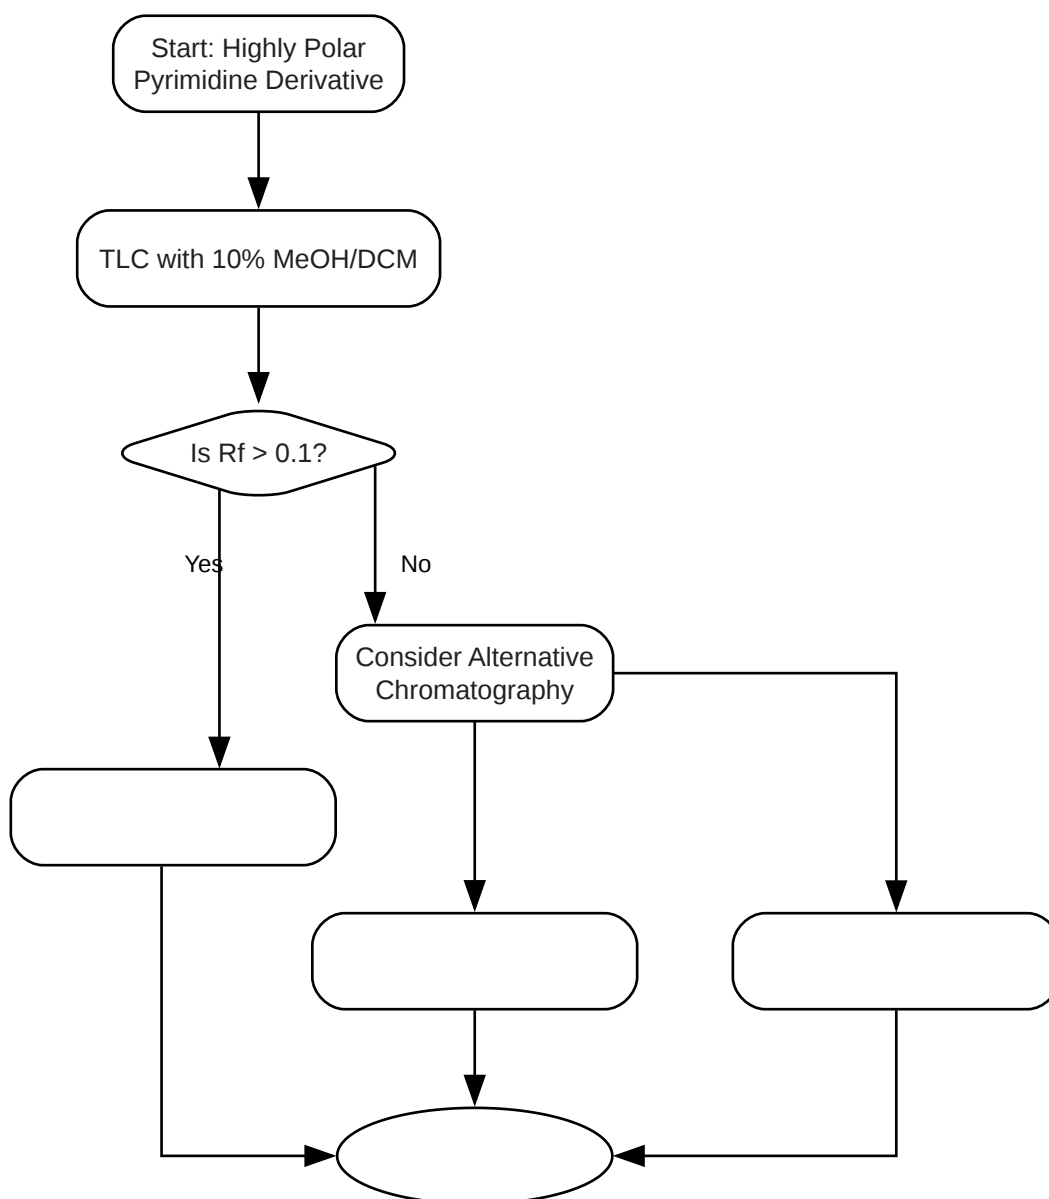 Start: Highly Polar
Pyrimidine Derivative
TLC with 10% MeOH/DCM
Is Rf > 0.1?
Yes
No
Consider Alternative
Chromatography